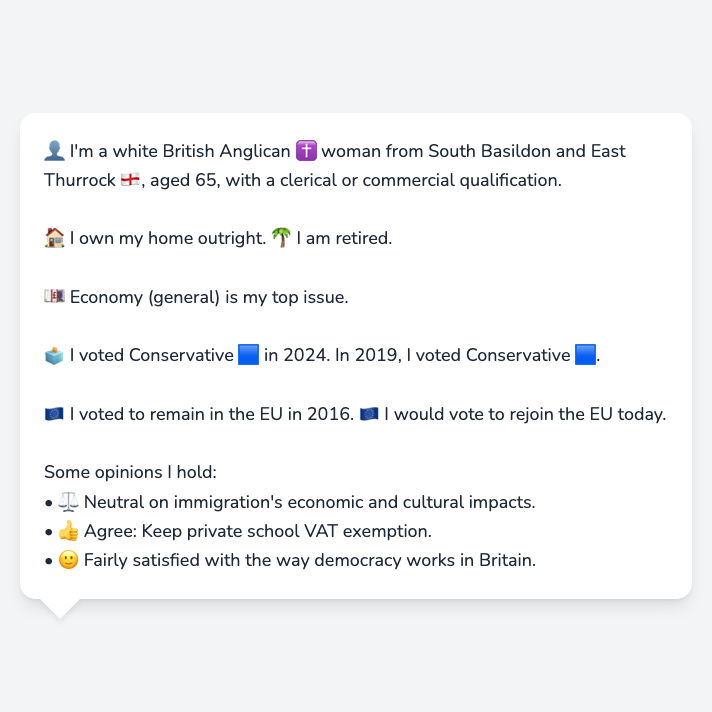 👤 I'm a white British Anglican ✝️ woman from South Basildon and East
Thurrock 🏴󠁧󠁢󠁥󠁮󠁧󠁿, aged 65, with a clerical or commercial qualification.
🏠 I own my home outright. 🌴 I am retired.
💷 Economy (general) is my top issue.
🗳️ I voted Conservative 🟦 in 2024. In 2019, I voted Conservative 🟦.
🇪🇺 I voted to remain in the EU in 2016. 🇪🇺 I would vote to rejoin the EU today.
Some opinions I hold:
• ⚖️ Neutral on immigration's economic and cultural impacts.
• 👍 Agree: Keep private school VAT exemption.
• 🙂 Fairly satisfied with the way democracy works in Britain.